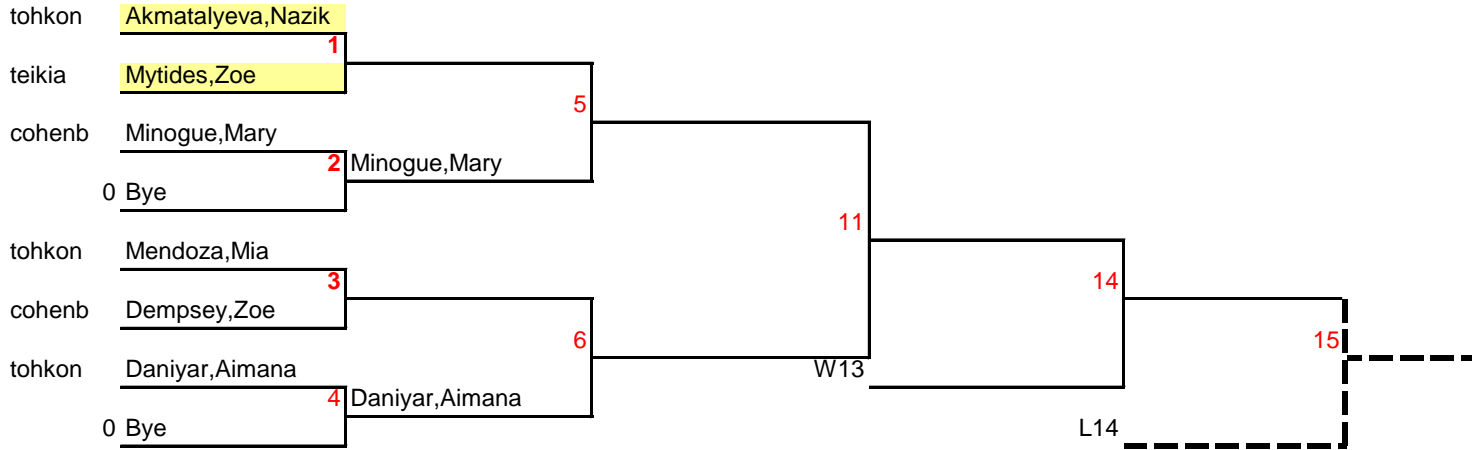 tohkon Akmatalyeva,Nazik
1
teikia Mytides,Zoe
5
cohenb Minogue,Mary
2 Minogue,Mary
0 Bye
11
tohkon Mendoza,Mia
3 14
cohenb Dempsey,Zoe
6 15
tohkon Daniyar,Aimana W13
4 Daniyar,Aimana
0 Bye L14